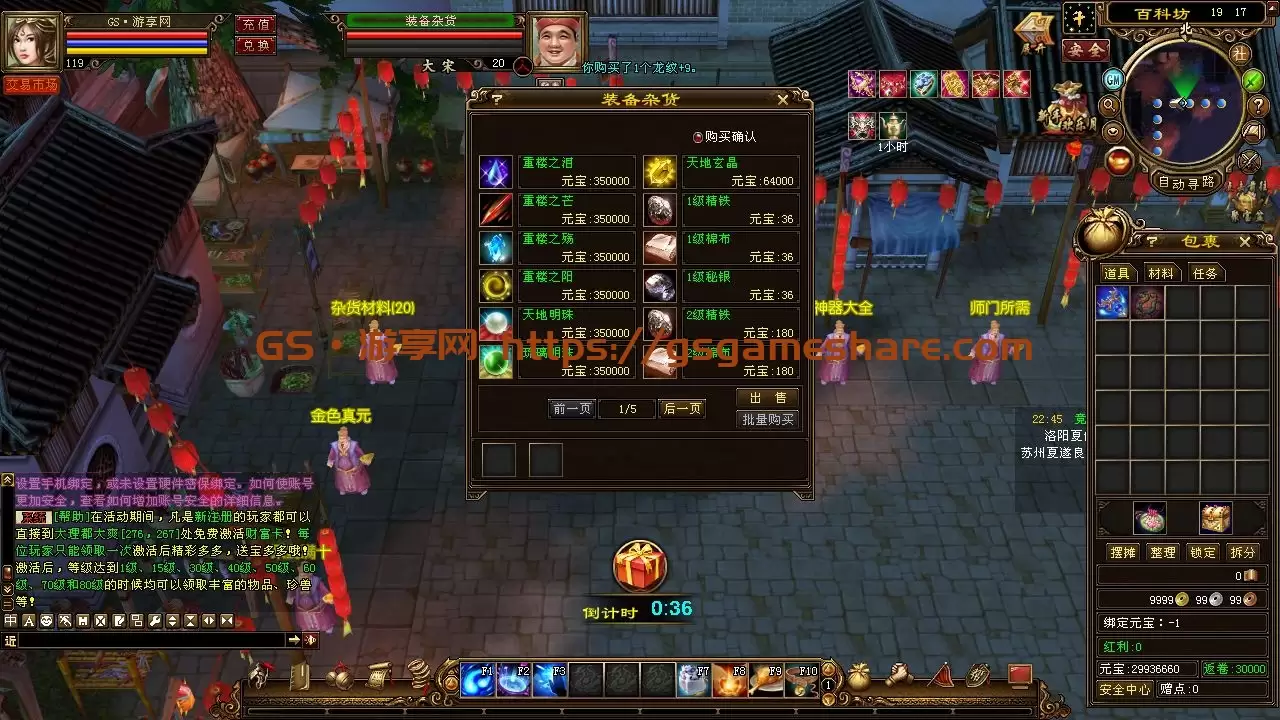 GS·游享网
充值
兑换
119
交易市场
装备杂货
大宋
20
你购买了1个龙纹+9。
百科坊 19 17
北
安全
GM
社
1小时
自动寻路
装备杂货
购买确认
重楼之泪
元宝:350000
天地玄晶
元宝:64000
重楼之芒
元宝:350000
1级精铁
元宝:36
重楼之殇
元宝:350000
1级棉布
元宝:36
重楼之阳
元宝:350000
1级秘银
元宝:36
天地明珠
元宝:350000
2级精铁
元宝:180
元宝:350000
元宝:180
前一页
1/5
后一页
出 售
批量购买
杂货材料(20)
金色真元
神器大全
师门所需
GS·游享网 https://gsgameshare.com
包裹
道具
材料
任务
摆摊
整理
锁定
拆分
0
9999 99 99
绑定元宝:-1
红利:0
元宝:29936660
返卷:30000
安全中心
赠点:0
22:45
洛阳夏
苏州夏遂良
设置手机绑定,或未设置硬件密保绑定。如何使账号
更加安全,查看如何增加账号安全的详细信息。
[帮助]在活动期间,凡是新注册的玩家都可以
直接到大理都大爽[276,267]处免费激活财富卡!每
位玩家只能领取一次激活后精彩多多,送宝多多哦!
激活后,等级达到1级、15级、30级、40级、50级、60
级、70级和80级的时候均可以领取丰富的物品、珍兽
等!
近
倒计时 0:36
F1
F2
F3
F7
F8
F9
F10